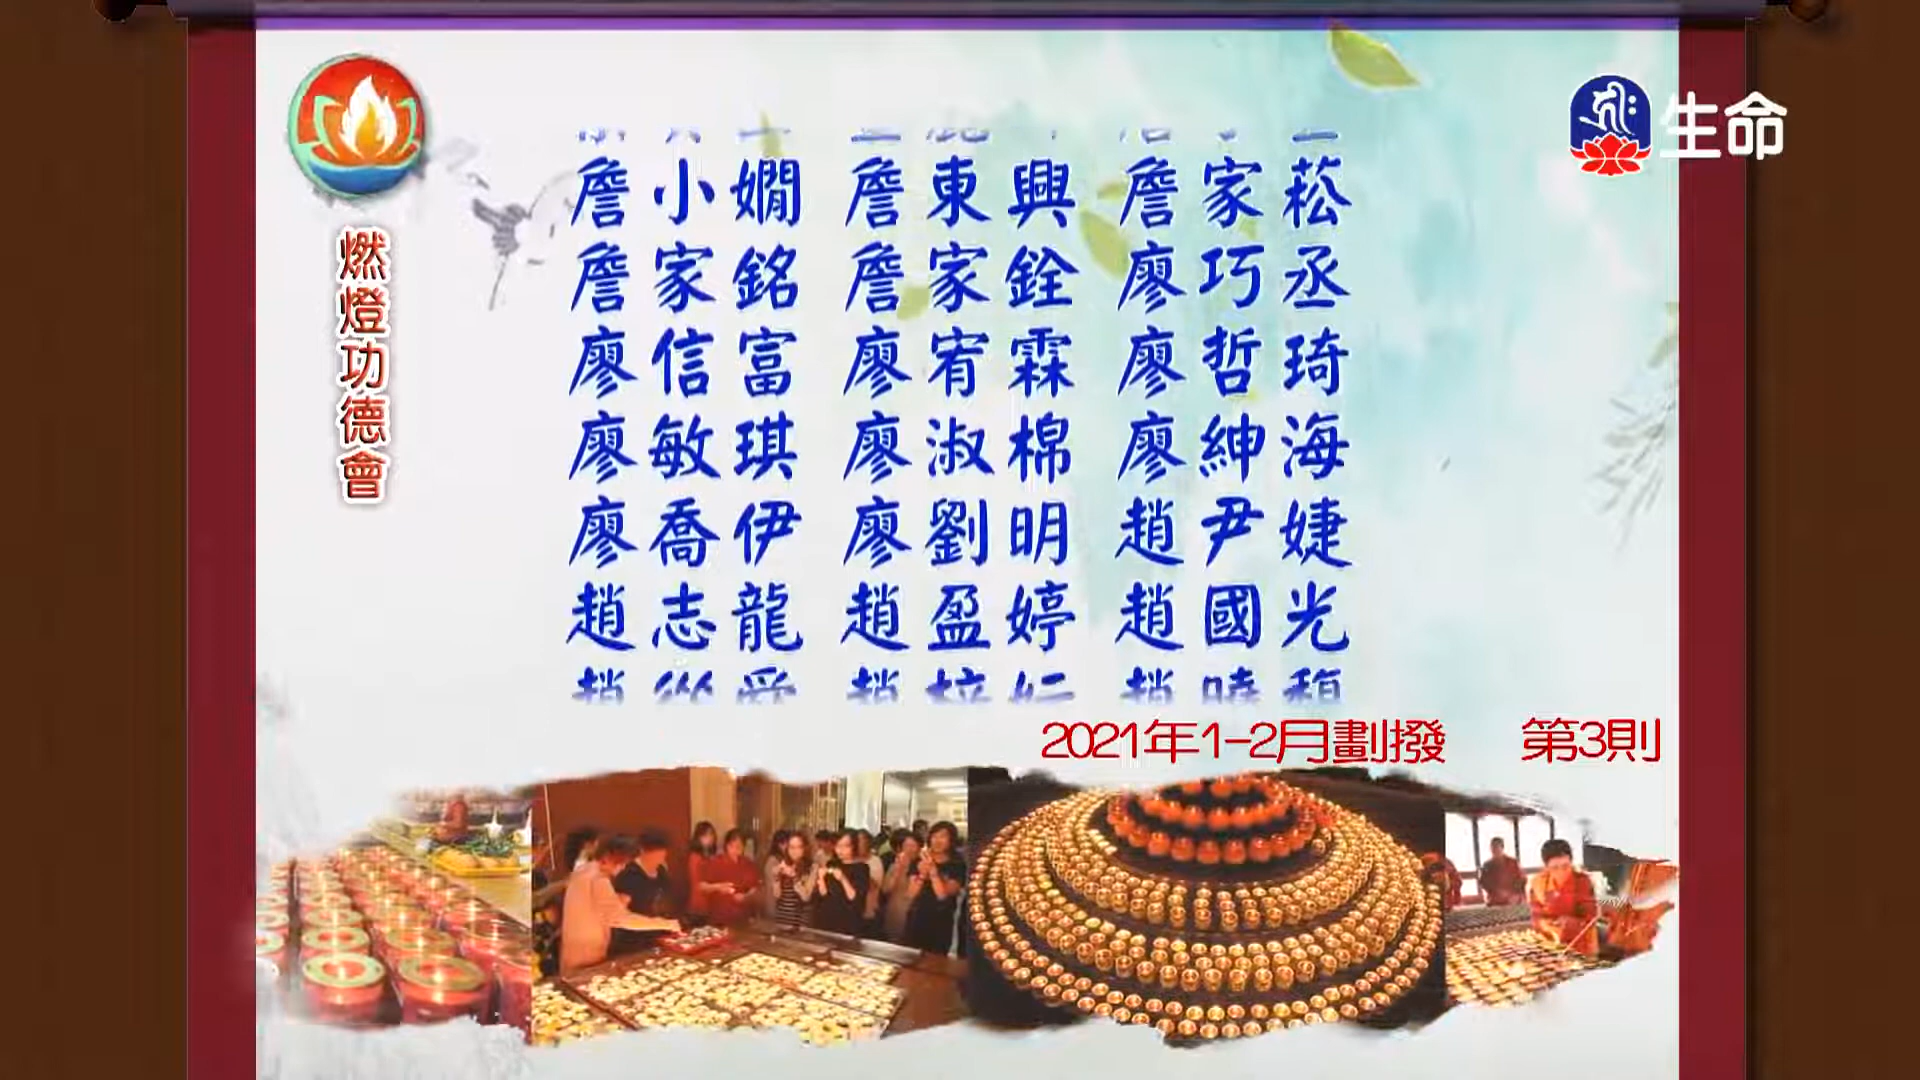 生命
燃燈功德會
詹小嫺 詹東興 詹家菘
詹家銘 詹家銓 廖巧丞
廖信富 廖宥霖 廖哲琦
廖敏琪 廖淑棉 廖紳海
廖喬伊 廖劉明 趙尹婕
趙志龍 趙盈婷 趙國光
2021年1-2月劃撥 第3則